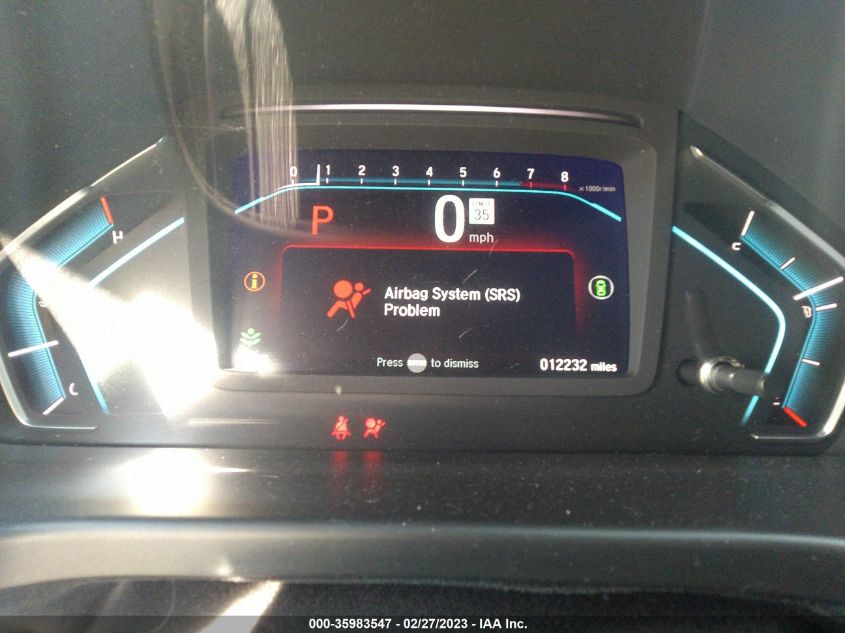 0 1 2 3 4 5 6 7 8
x1000r/min
P 0 LIMIT 35
mph
H
C
F
Airbag System (SRS)
Problem
Press to dismiss
012232 miles
C
000-35983547 - 02/27/2023 - IAA Inc.